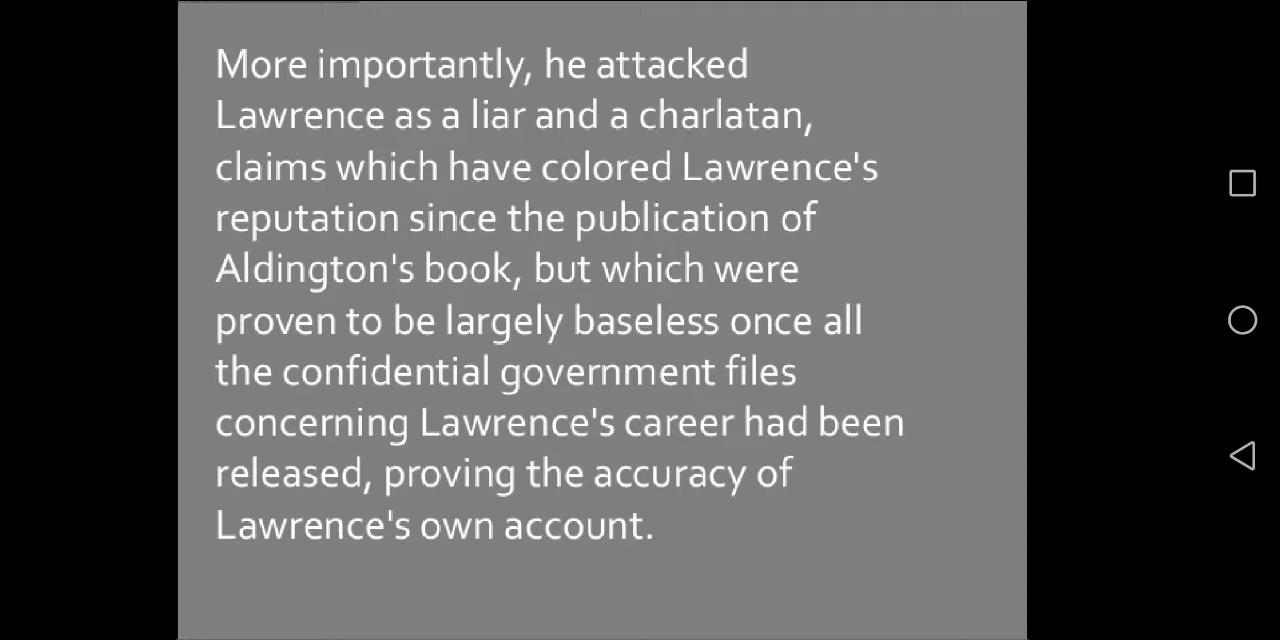 More importantly, he attacked
Lawrence as a liar and a charlatan,
claims which have colored Lawrence's
reputation since the publication of
Aldington's book, but which were
proven to be largely baseless once all
the confidential government files
concerning Lawrence's career had been
released, proving the accuracy of
Lawrence's own account.